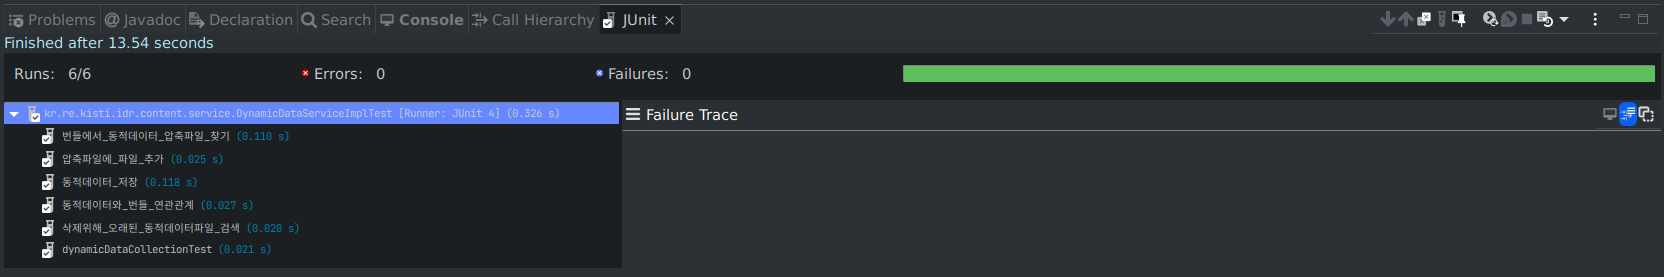 Problems @ Javadoc Declaration Search Console Call Hierarchy JUnit
Finished after 13.54 seconds
Runs: 6/6 Errors: 0 Failures: 0
kr.re.kisti.idr.content.service.DynamicDataServiceImplTest [Runner: JUnit 4] (0.326 s)
Failure Trace
번들에서_동적데이터_압축파일_찾기 (0.110 s)
압축파일에_파일_추가 (0.025 s)
동적데이터_저장 (0.118 s)
동적데이터와_번들_연관관계 (0.027 s)
삭제위해_오래된_동적데이터파일_검색 (0.020 s)
dynamicDataCollectionTest (0.021 s)